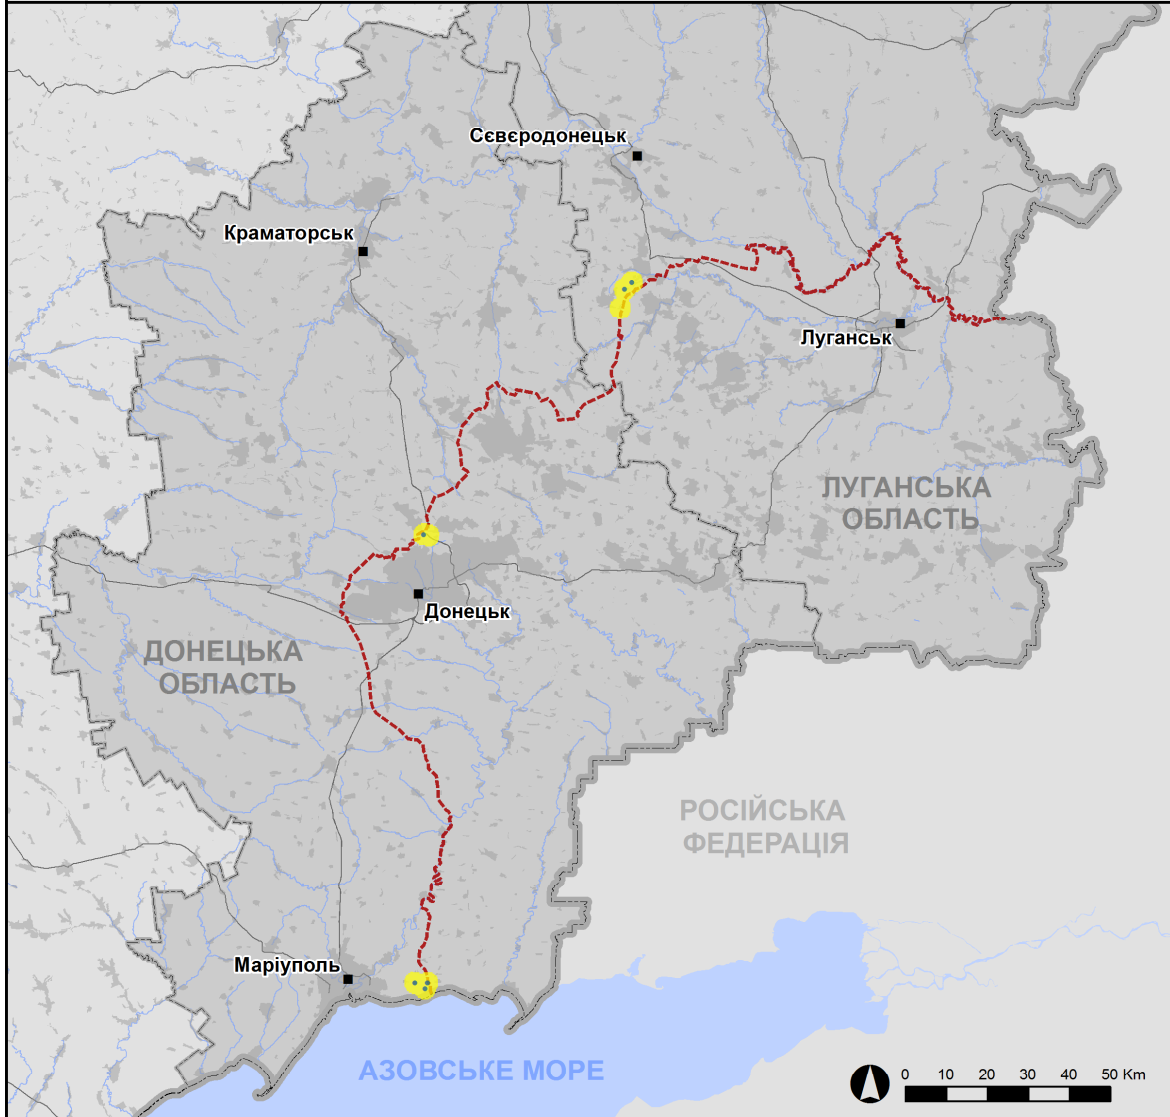 Сєвєродонецьк
Краматорськ
Луганськ
ЛУГАНСЬКА
ОБЛАСТЬ
Донецьк
ДОНЕЦЬКА
ОБЛАСТЬ
РОСІЙСЬКА
ФЕДЕРАЦІЯ
Маріуполь
АЗОВСЬКЕ МОРЕ
0 10 20 30 40 50 Km